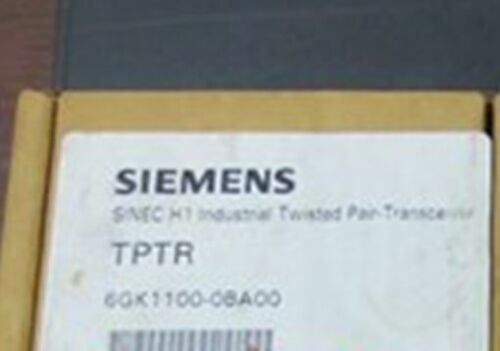 SIEMENS
SINEC H1 Industrial Twisted Pair-Transceiver
TPTR
6GK1100-0BA00